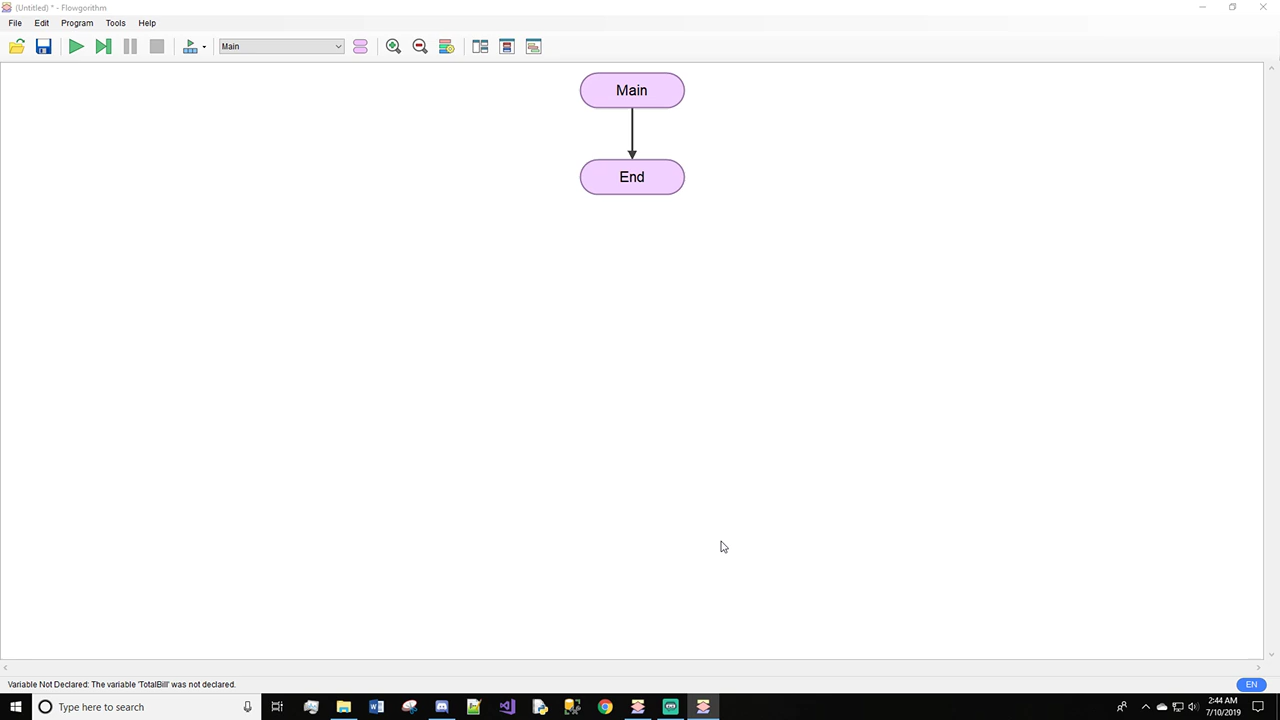 (Untitled) * - Flowgorithm
File Edit Program Tools Help
Main
Main
End
Variable Not Declared: The variable 'TotalBill' was not declared.
EN
Type here to search
2:44 AM
7/10/2019